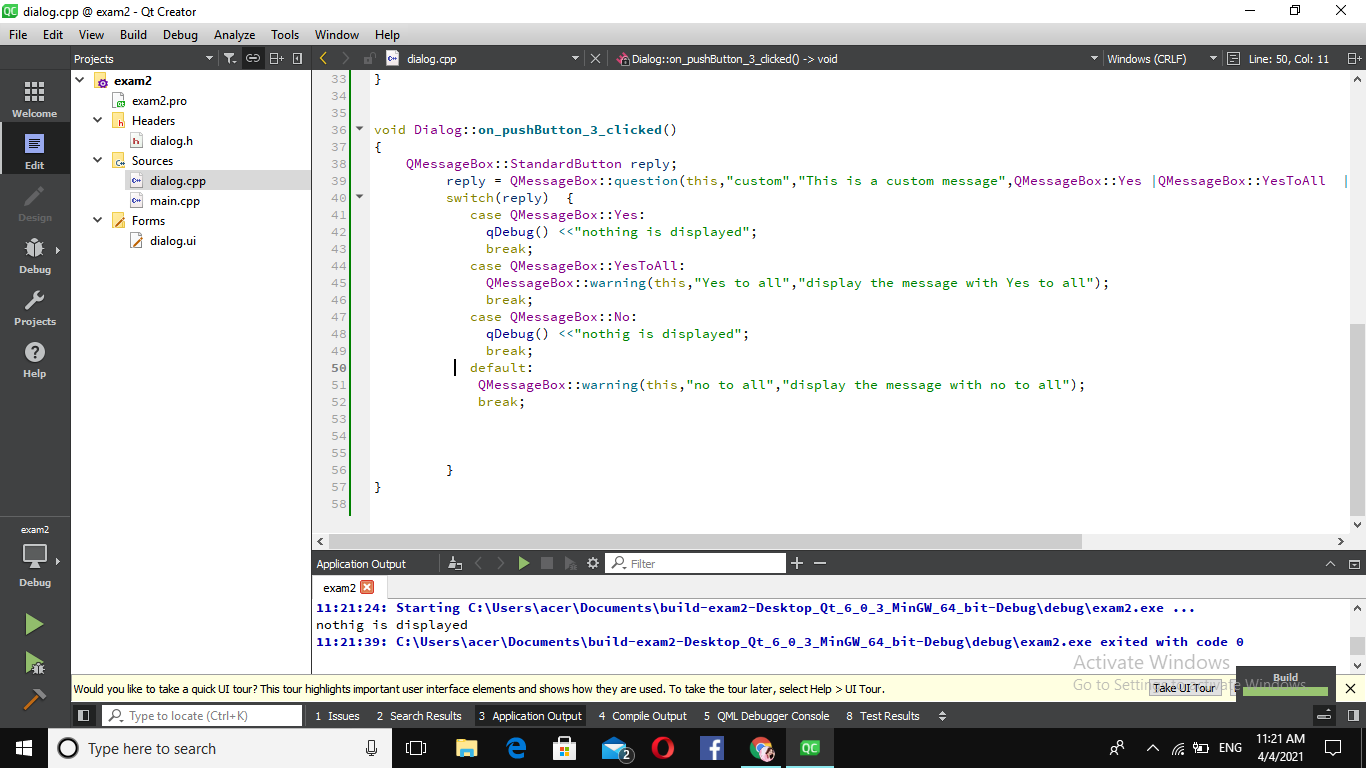 dialog.cpp @ exam2 - Qt Creator
File Edit View Build Debug Analyze Tools Window Help
Projects
dialog.cpp
Dialog::on_pushButton_3_clicked() -> void
Windows (CRLF)
Line: 50, Col: 11
Welcome
Edit
Design
Debug
Projects
Help
exam2
Debug
exam2
exam2.pro
Headers
dialog.h
Sources
dialog.cpp
main.cpp
Forms
dialog.ui
33 }
34
35
36 void Dialog::on_pushButton_3_clicked()
37 {
38 QMessageBox::StandardButton reply;
39 reply = QMessageBox::question(this,"custom","This is a custom message",QMessageBox::Yes |QMessageBox::YesToAll |
40 switch(reply) {
41 case QMessageBox::Yes:
42 qDebug() <<"nothing is displayed";
43 break;
44 case QMessageBox::YesToAll:
45 QMessageBox::warning(this,"Yes to all","display the message with Yes to all");
46 break;
47 case QMessageBox::No:
48 qDebug() <<"nothig is displayed";
49 break;
50 default:
51 QMessageBox::warning(this,"no to all","display the message with no to all");
52 break;
53
54
55
56 }
57 }
58
Application Output
Filter
exam2
11:21:24: Starting C:\Users\acer\Documents\build-exam2-Desktop_Qt_6_0_3_MinGW_64_bit-Debug\debug\exam2.exe ...
nothig is displayed
11:21:39: C:\Users\acer\Documents\build-exam2-Desktop_Qt_6_0_3_MinGW_64_bit-Debug\debug\exam2.exe exited with code 0
Activate Windows
Would you like to take a quick UI tour? This tour highlights important user interface elements and shows how they are used. To take the tour later, select Help > UI Tour.
Go to
Take UI Tour
Windows.
Build
Type to locate (Ctrl+K)
1 Issues 2 Search Results 3 Application Output 4 Compile Output 5 QML Debugger Console 8 Test Results
Type here to search
2
QC
ENG
11:21 AM
4/4/2021